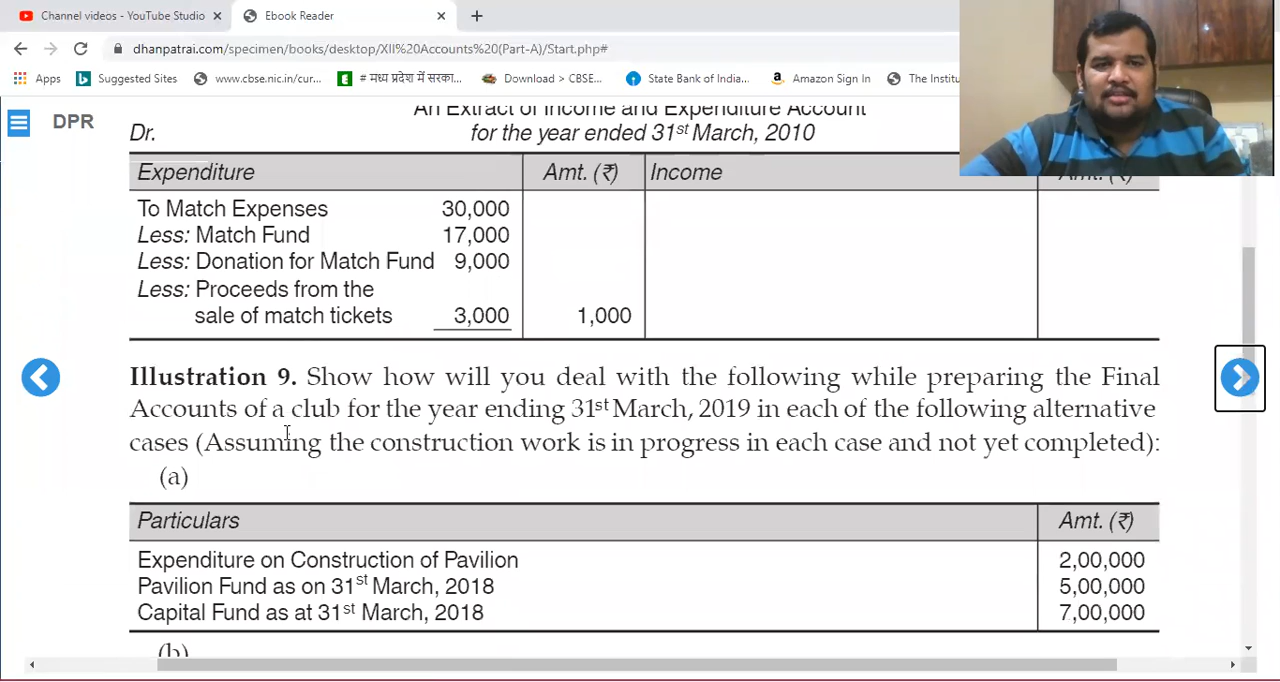 Channel videos - YouTube Studio
Ebook Reader
dhanpatrai.com/specimen/books/desktop/XII%20Accounts%20(Part-A)/Start.php#
Apps
Suggested Sites
www.cbse.nic.in/cur...
# मध्य प्रदेश में सरका...
Download > CBSE...
State Bank of India...
Amazon Sign In
The Institu
DPR
An Extract of Income and Expenditure Account
Dr. for the year ended 31st March, 2010
Expenditure Amt. (₹) Income Amt. (₹)
To Match Expenses 30,000
Less: Match Fund 17,000
Less: Donation for Match Fund 9,000
Less: Proceeds from the
sale of match tickets 3,000 1,000
Illustration 9. Show how will you deal with the following while preparing the Final
Accounts of a club for the year ending 31st March, 2019 in each of the following alternative
cases (Assuming the construction work is in progress in each case and not yet completed):
(a)
Particulars Amt. (₹)
Expenditure on Construction of Pavilion 2,00,000
Pavilion Fund as on 31st March, 2018 5,00,000
Capital Fund as at 31st March, 2018 7,00,000
(b)